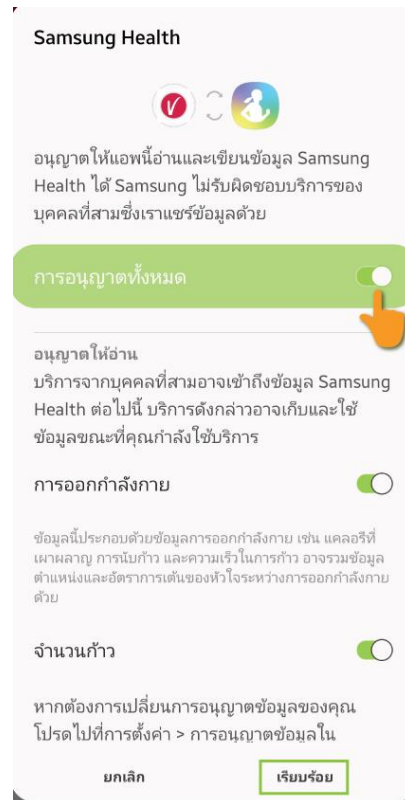 Samsung Health
อนุญาตให้แอพนี้อ่านและเขียนข้อมูล Samsung
Health ได้ Samsung ไม่รับผิดชอบบริการของ
บุคคลที่สามซึ่งเราแชร์ข้อมูลด้วย
การอนุญาตทั้งหมด
อนุญาตให้อ่าน
บริการจากบุคคลที่สามอาจเข้าถึงข้อมูล Samsung
Health ต่อไปนี้ บริการดังกล่าวอาจเก็บและใช้
ข้อมูลขณะที่คุณกำลังใช้บริการ
การออกกำลังกาย
ข้อมูลนี้ประกอบด้วยข้อมูลการออกกำลังกาย เช่น แคลอรีที่
เผาผลาญ การนับก้าว และความเร็วในการก้าว อาจรวมข้อมูล
ตำแหน่งและอัตราการเต้นของหัวใจระหว่างการออกกำลังกาย
ด้วย
จำนวนก้าว
หากต้องการเปลี่ยนการอนุญาตข้อมูลของคุณ
โปรดไปที่การตั้งค่า > การอนุญาตข้อมูลใน
ยกเลิก
เรียบร้อย